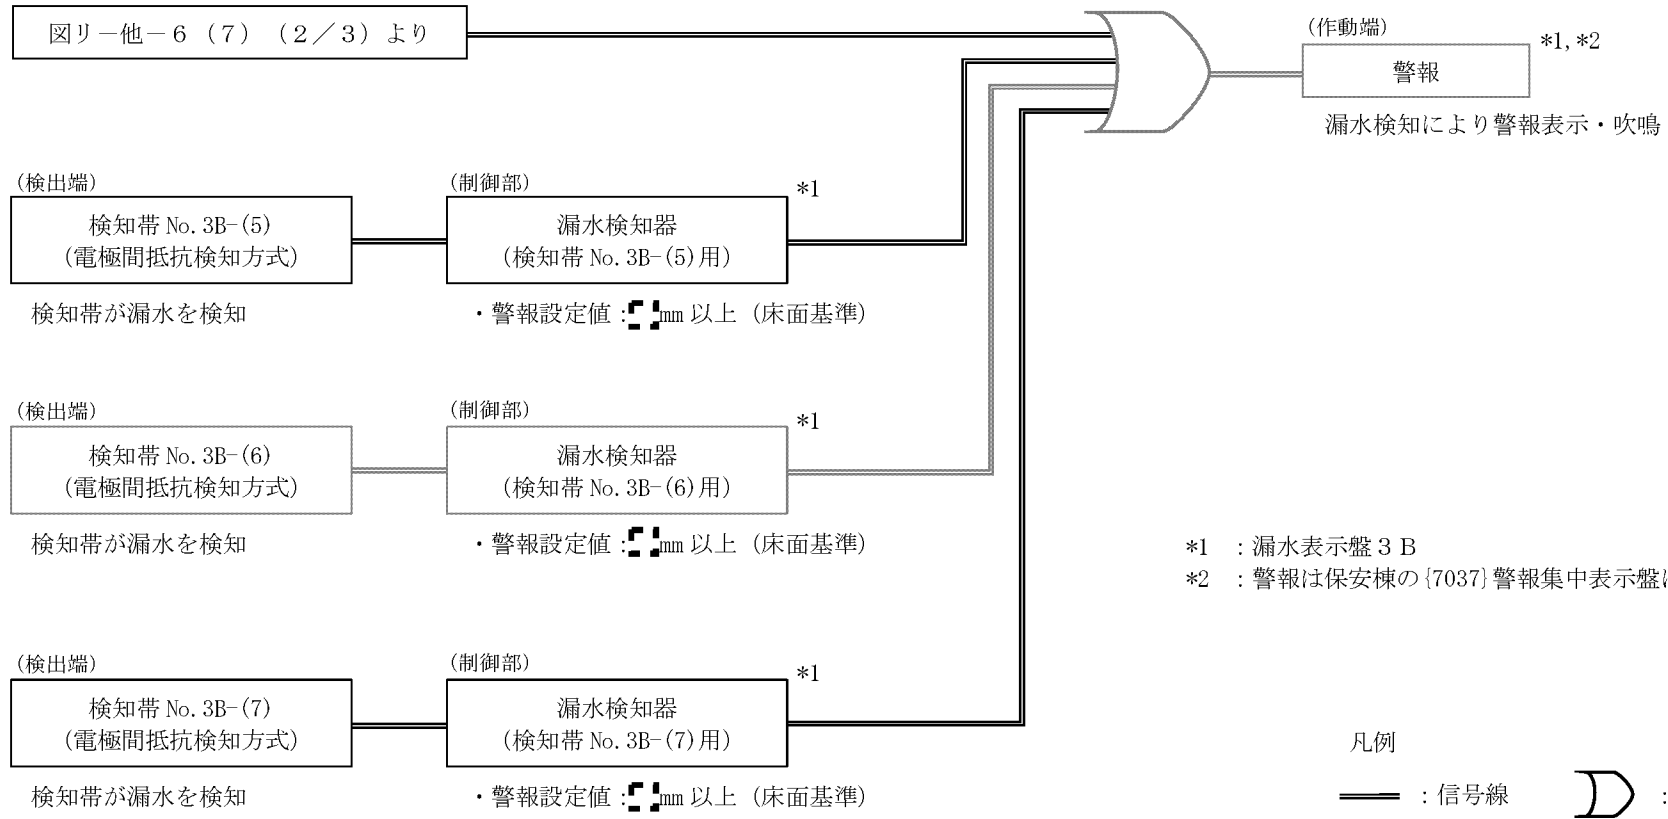 図リ－他－６（７）（２／３）より
(作動端)
*1,*2
警報
漏水検知により警報表示・吹鳴
(検出端)
検知帯 No.3B-(5)
(電極間抵抗検知方式)
検知帯が漏水を検知
(制御部)
*1
漏水検知器
(検知帯 No.3B-(5)用)
・警報設定値：mm 以上（床面基準）
(検出端)
検知帯 No.3B-(6)
(電極間抵抗検知方式)
検知帯が漏水を検知
(制御部)
*1
漏水検知器
(検知帯 No.3B-(6)用)
・警報設定値：mm 以上（床面基準）
*1 ：漏水表示盤３Ｂ
*2 ：警報は保安棟の{7037}警報集中表示盤
(検出端)
検知帯 No.3B-(7)
(電極間抵抗検知方式)
検知帯が漏水を検知
(制御部)
*1
漏水検知器
(検知帯 No.3B-(7)用)
・警報設定値：mm 以上（床面基準）
凡例
：信号線
：